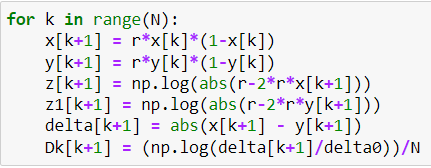 for k in range(N):
    x[k+1] = r*x[k]*(1-x[k])
    y[k+1] = r*y[k]*(1-y[k])
    z[k+1] = np.log(abs(r-2*r*x[k+1]))
    z1[k+1] = np.log(abs(r-2*r*y[k+1]))
    delta[k+1] = abs(x[k+1] - y[k+1])
    Dk[k+1] = (np.log(delta[k+1]/delta0))/N